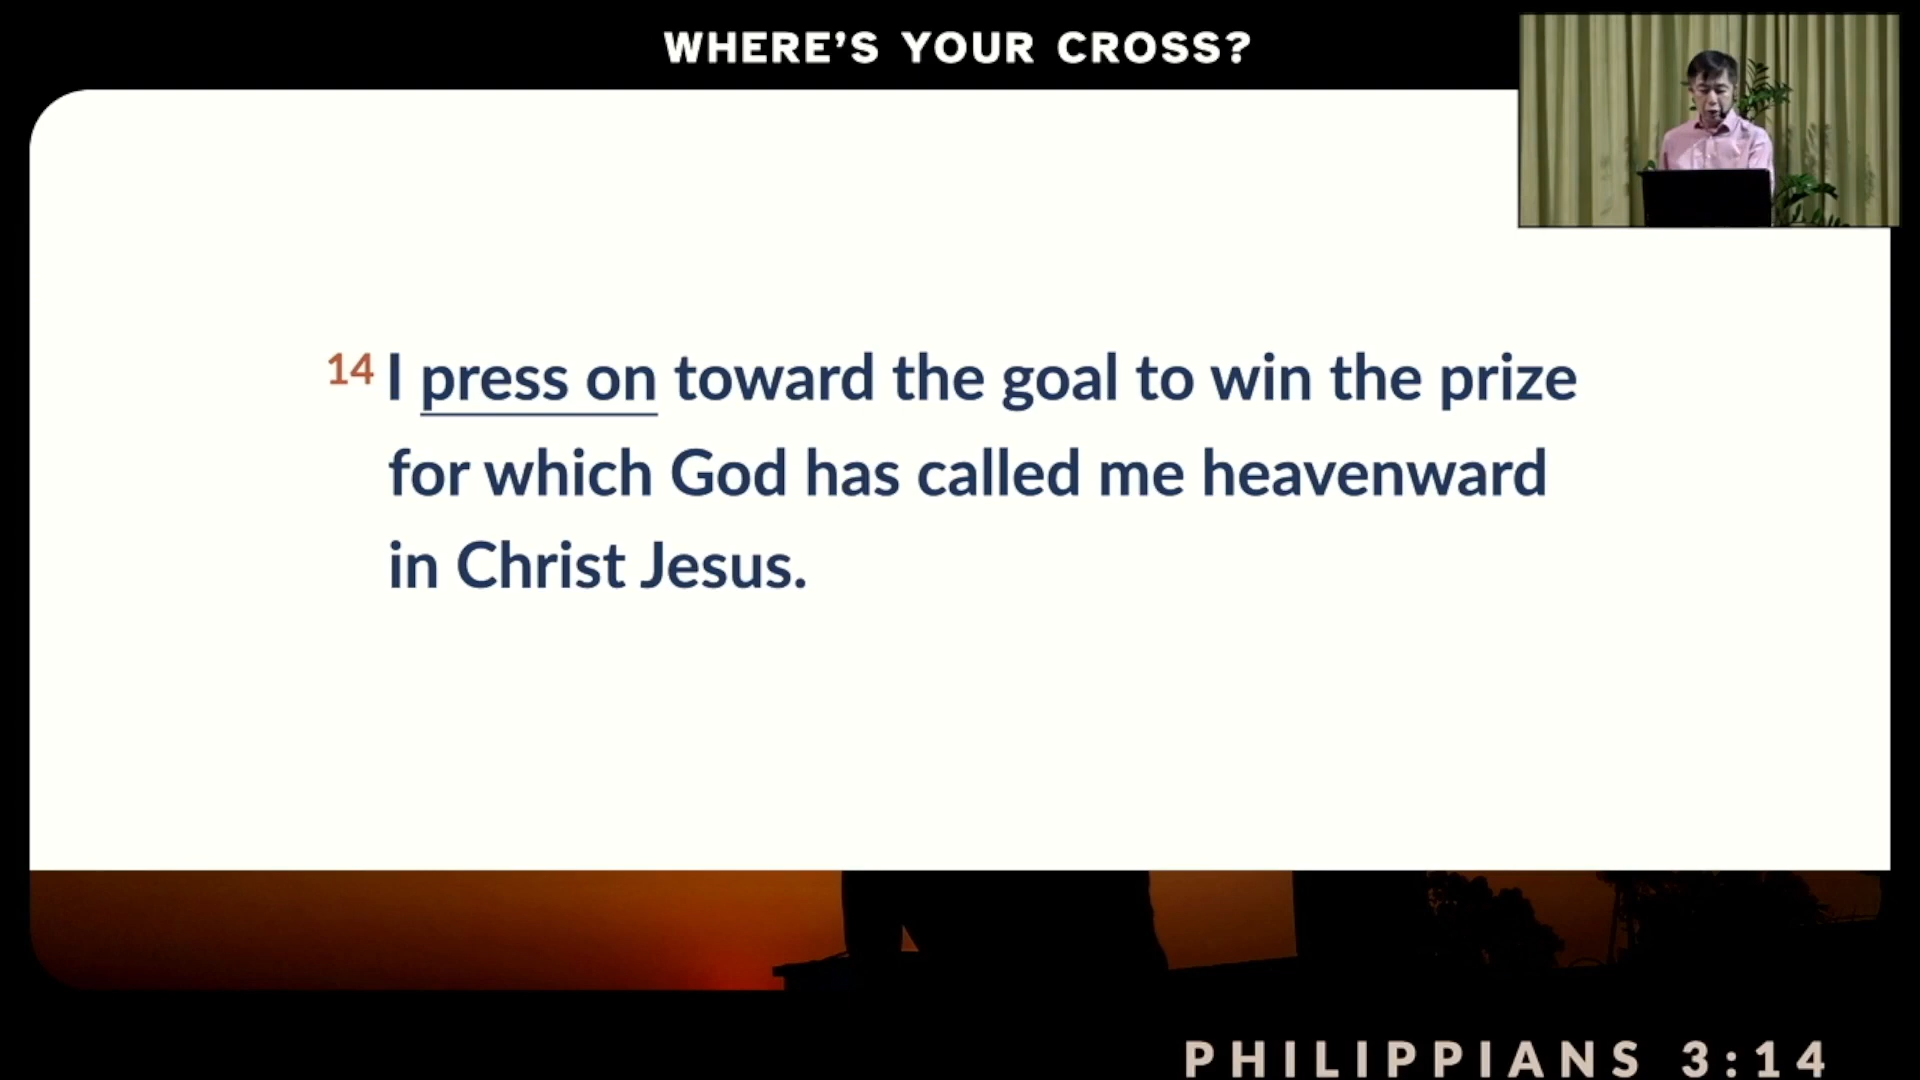 WHERE’S YOUR CROSS?
14 I press on toward the goal to win the prize
for which God has called me heavenward
in Christ Jesus.
PHILIPPIANS 3:14